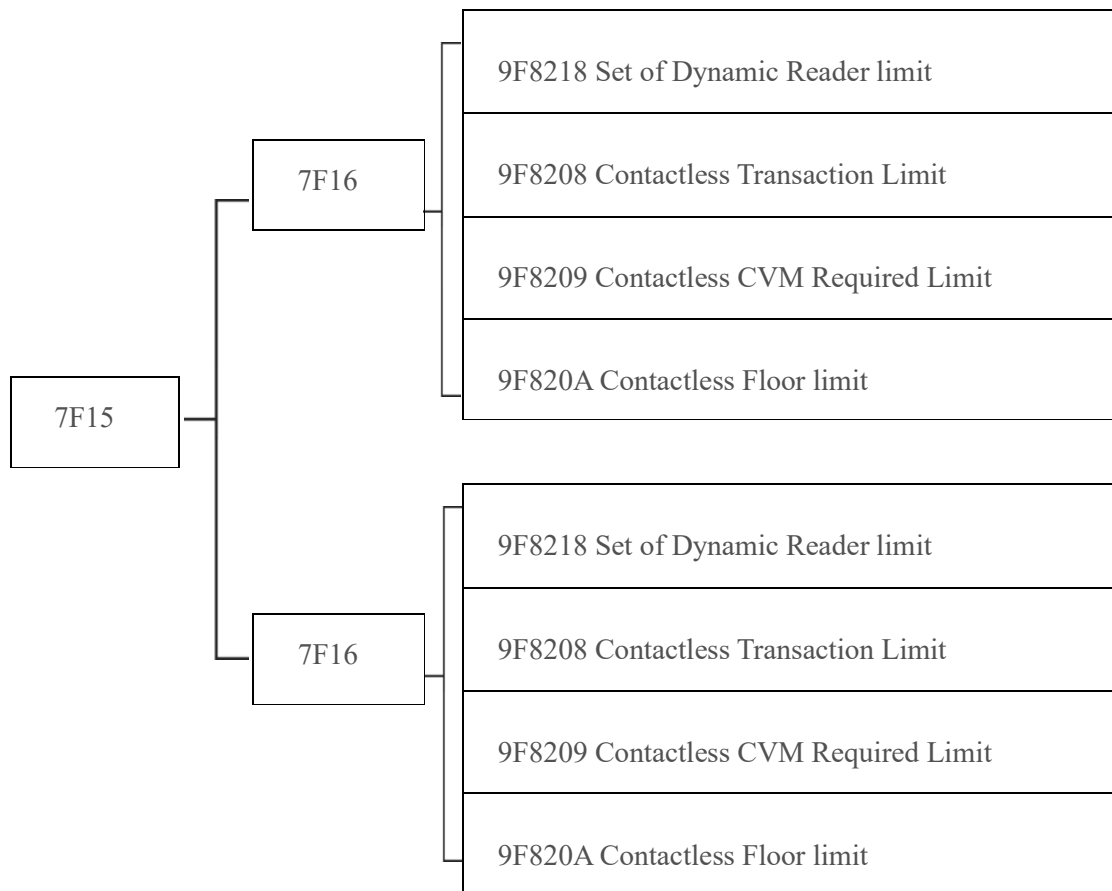 9F8218 Set of Dynamic Reader limit
7F16
9F8208 Contactless Transaction Limit
9F8209 Contactless CVM Required Limit
9F820A Contactless Floor limit
7F15
9F8218 Set of Dynamic Reader limit
7F16
9F8208 Contactless Transaction Limit
9F8209 Contactless CVM Required Limit
9F820A Contactless Floor limit